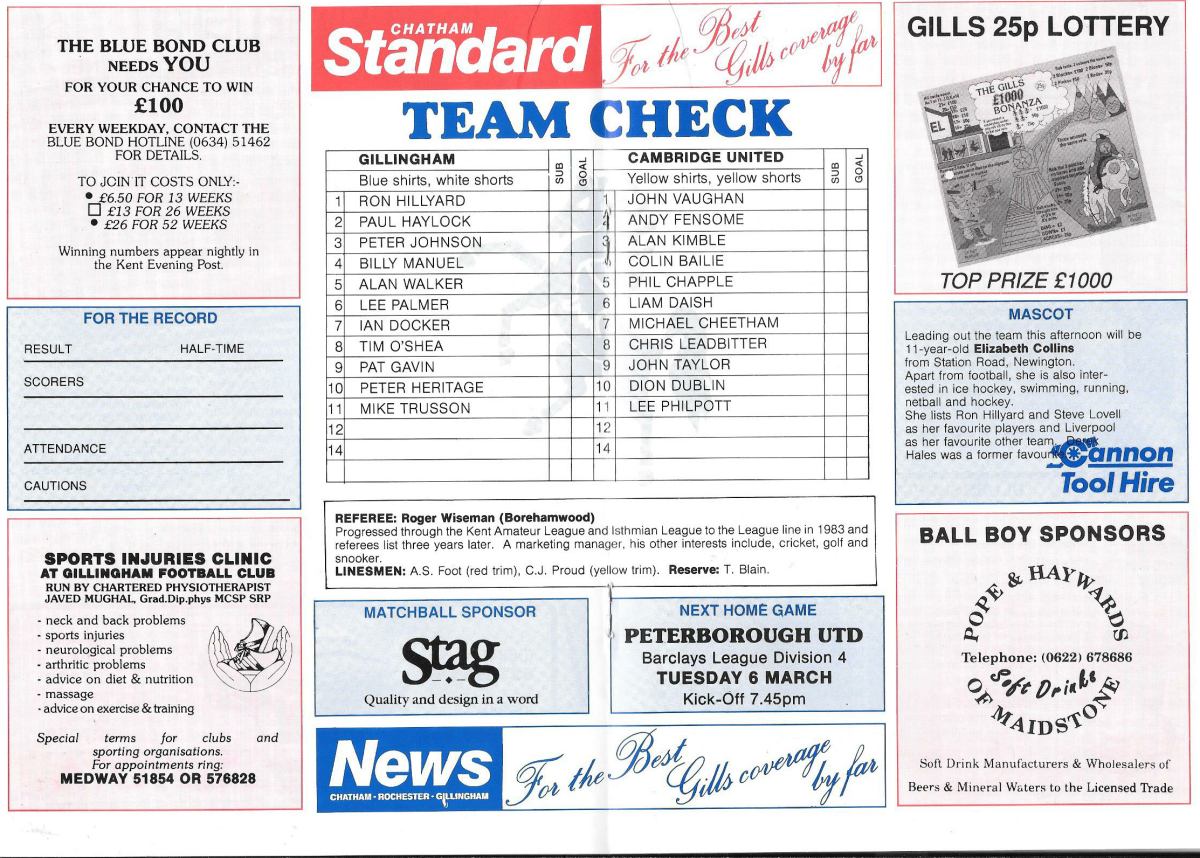 THE BLUE BOND CLUB
NEEDS YOU
FOR YOUR CHANCE TO WIN
£100
EVERY WEEKDAY, CONTACT THE
BLUE BOND HOTLINE (0634) 51462
FOR DETAILS.
TO JOIN IT COSTS ONLY:-
• £6.50 FOR 13 WEEKS
£13 FOR 26 WEEKS
• £26 FOR 52 WEEKS
Winning numbers appear nightly in
the Kent Evening Post.
FOR THE RECORD
RESULT HALF-TIME
SCORERS
ATTENDANCE
CAUTIONS
SPORTS INJURIES CLINIC
AT GILLINGHAM FOOTBALL CLUB
RUN BY CHARTERED PHYSIOTHERAPIST
JAVED MUGHAL, Grad.Dip.phys MCSP SRP
- neck and back problems
- sports injuries
- neurological problems
- arthritic problems
- advice on diet & nutrition
- massage
- advice on exercise & training
Special terms for clubs and
sporting organisations.
For appointments ring:
MEDWAY 51854 OR 576828
CHATHAM
Standard
For the Best
Gills coverage
by far
TEAM CHECK
GILLINGHAM SUB GOAL CAMBRIDGE UNITED SUB GOAL
Blue shirts, white shorts Yellow shirts, yellow shorts
1 RON HILLYARD 1 JOHN VAUGHAN
2 PAUL HAYLOCK ANDY FENSOME
3 PETER JOHNSON 3 ALAN KIMBLE
4 BILLY MANUEL COLIN BAILIE
5 ALAN WALKER 5 PHIL CHAPPLE
6 LEE PALMER 6 LIAM DAISH
7 IAN DOCKER 7 MICHAEL CHEETHAM
8 TIM O'SHEA 8 CHRIS LEADBITTER
9 PAT GAVIN 9 JOHN TAYLOR
10 PETER HERITAGE 10 DION DUBLIN
11 MIKE TRUSSON 11 LEE PHILPOTT
12 12
14 14
REFEREE: Roger Wiseman (Borehamwood)
Progressed through the Kent Amateur League and Isthmian League to the League line in 1983 and
referees list three years later. A marketing manager, his other interests include, cricket, golf and
snooker.
LINESMEN: A.S. Foot (red trim), C.J. Proud (yellow trim). Reserve: T. Blain.
MATCHBALL SPONSOR
Stag
Quality and design in a word
NEXT HOME GAME
PETERBOROUGH UTD
Barclays League Division 4
TUESDAY 6 MARCH
Kick-Off 7.45pm
News
CHATHAM • ROCHESTER • GILLINGHAM
For the Best
Gills coverage
by far
GILLS 25p LOTTERY
THE GILLS
£1000
BONANZA
25p
EL
TOP PRIZE £1000
MASCOT
Leading out the team this afternoon will be
11-year-old Elizabeth Collins
from Station Road, Newington.
Apart from football, she is also inter-
ested in ice hockey, swimming, running,
netball and hockey.
She lists Ron Hillyard and Steve Lovell
as her favourite players and Liverpool
as her favourite other team. Derek
Hales was a former favour
Cannon
Tool Hire
BALL BOY SPONSORS
POPE & HAYWARDS
Telephone: (0622) 678686
Soft Drinks
OF MAIDSTONE
Soft Drink Manufacturers & Wholesalers of
Beers & Mineral Waters to the Licensed Trade